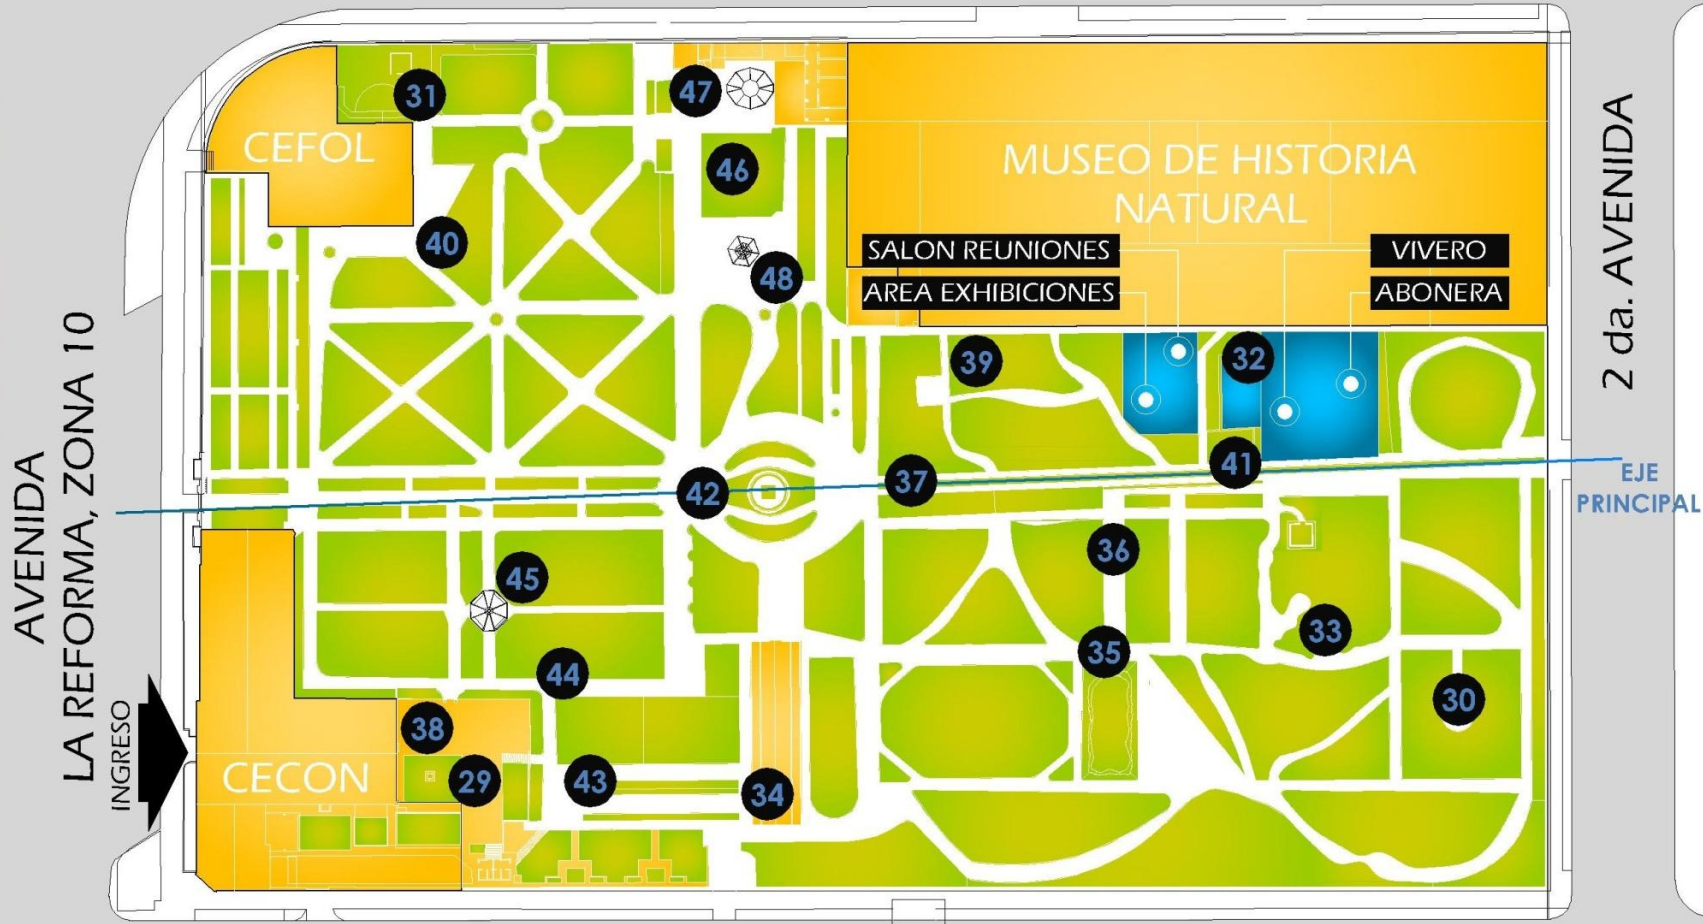 31
47
CEFOL
46
MUSEO DE HISTORIA
NATURAL
40
48
SALON REUNIONES
VIVERO
AREA EXHIBICIONES
ABONERA
2 da. AVENIDA
39
32
AVENIDA
LA REFORMA, ZONA 10
INGRESO
42
37
41
EJE
PRINCIPAL
45
36
44
35
33
30
38
CECON
29
43
34